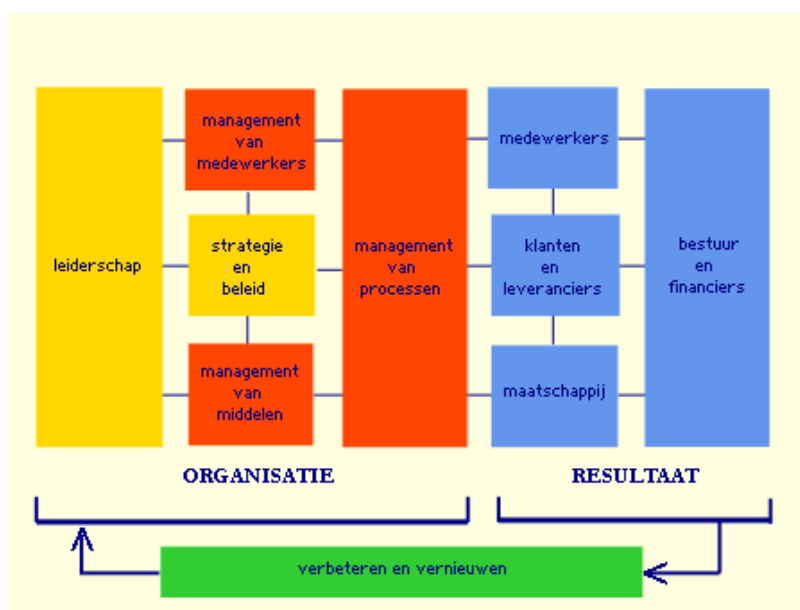 leiderschap
management
van
medewerkers
strategie
en
beleid
management
van
middelen
management
van
processen
medewerkers
klanten
en
leveranciers
maatschappij
bestuur
en
financiers
ORGANISATIE
RESULTAAT
verbeteren en vernieuwen